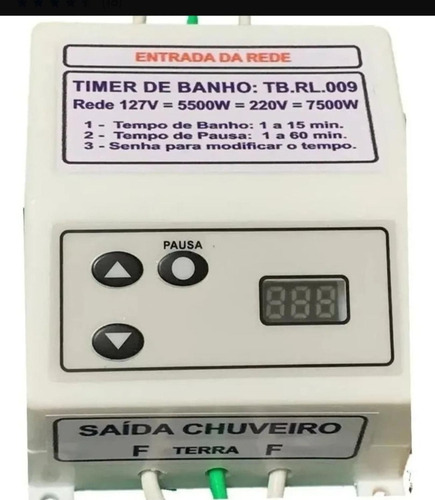 ENTRADA DA REDE
TIMER DE BANHO: TB.RL.009
Rede 127V = 5500W = 220V = 7500W
1 - Tempo de Banho: 1 a 15 min.
2 - Tempo de Pausa: 1 a 60 min.
3 - Senha para modificar o tempo.
PAUSA
888
SAÍDA CHUVEIRO
F TERRA F